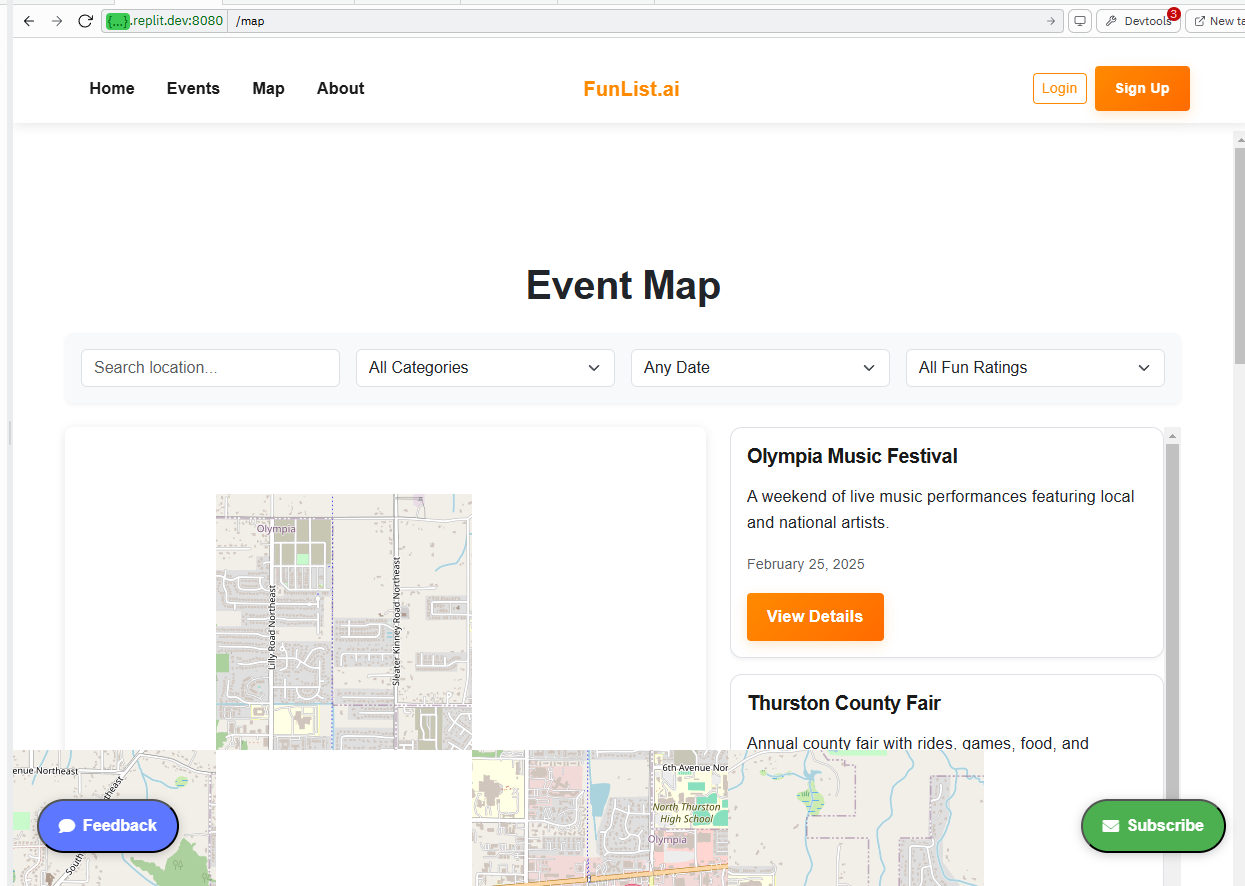 {...}.replit.dev:8080 /map
Devtools 3
New ta
Home Events Map About
FunList.ai
Login Sign Up
Event Map
Search location...
All Categories
Any Date
All Fun Ratings
Olympia Music Festival
A weekend of live music performances featuring local
and national artists.
February 25, 2025
View Details
Thurston County Fair
Annual county fair with rides, games, food, and
Olympia
Lilly Road Northeast
Sleater Kinney Road Northeast
enue Northeast
heast
South
6th Avenue Nor
North Thurston
High School
Olympia
Feedback
Subscribe